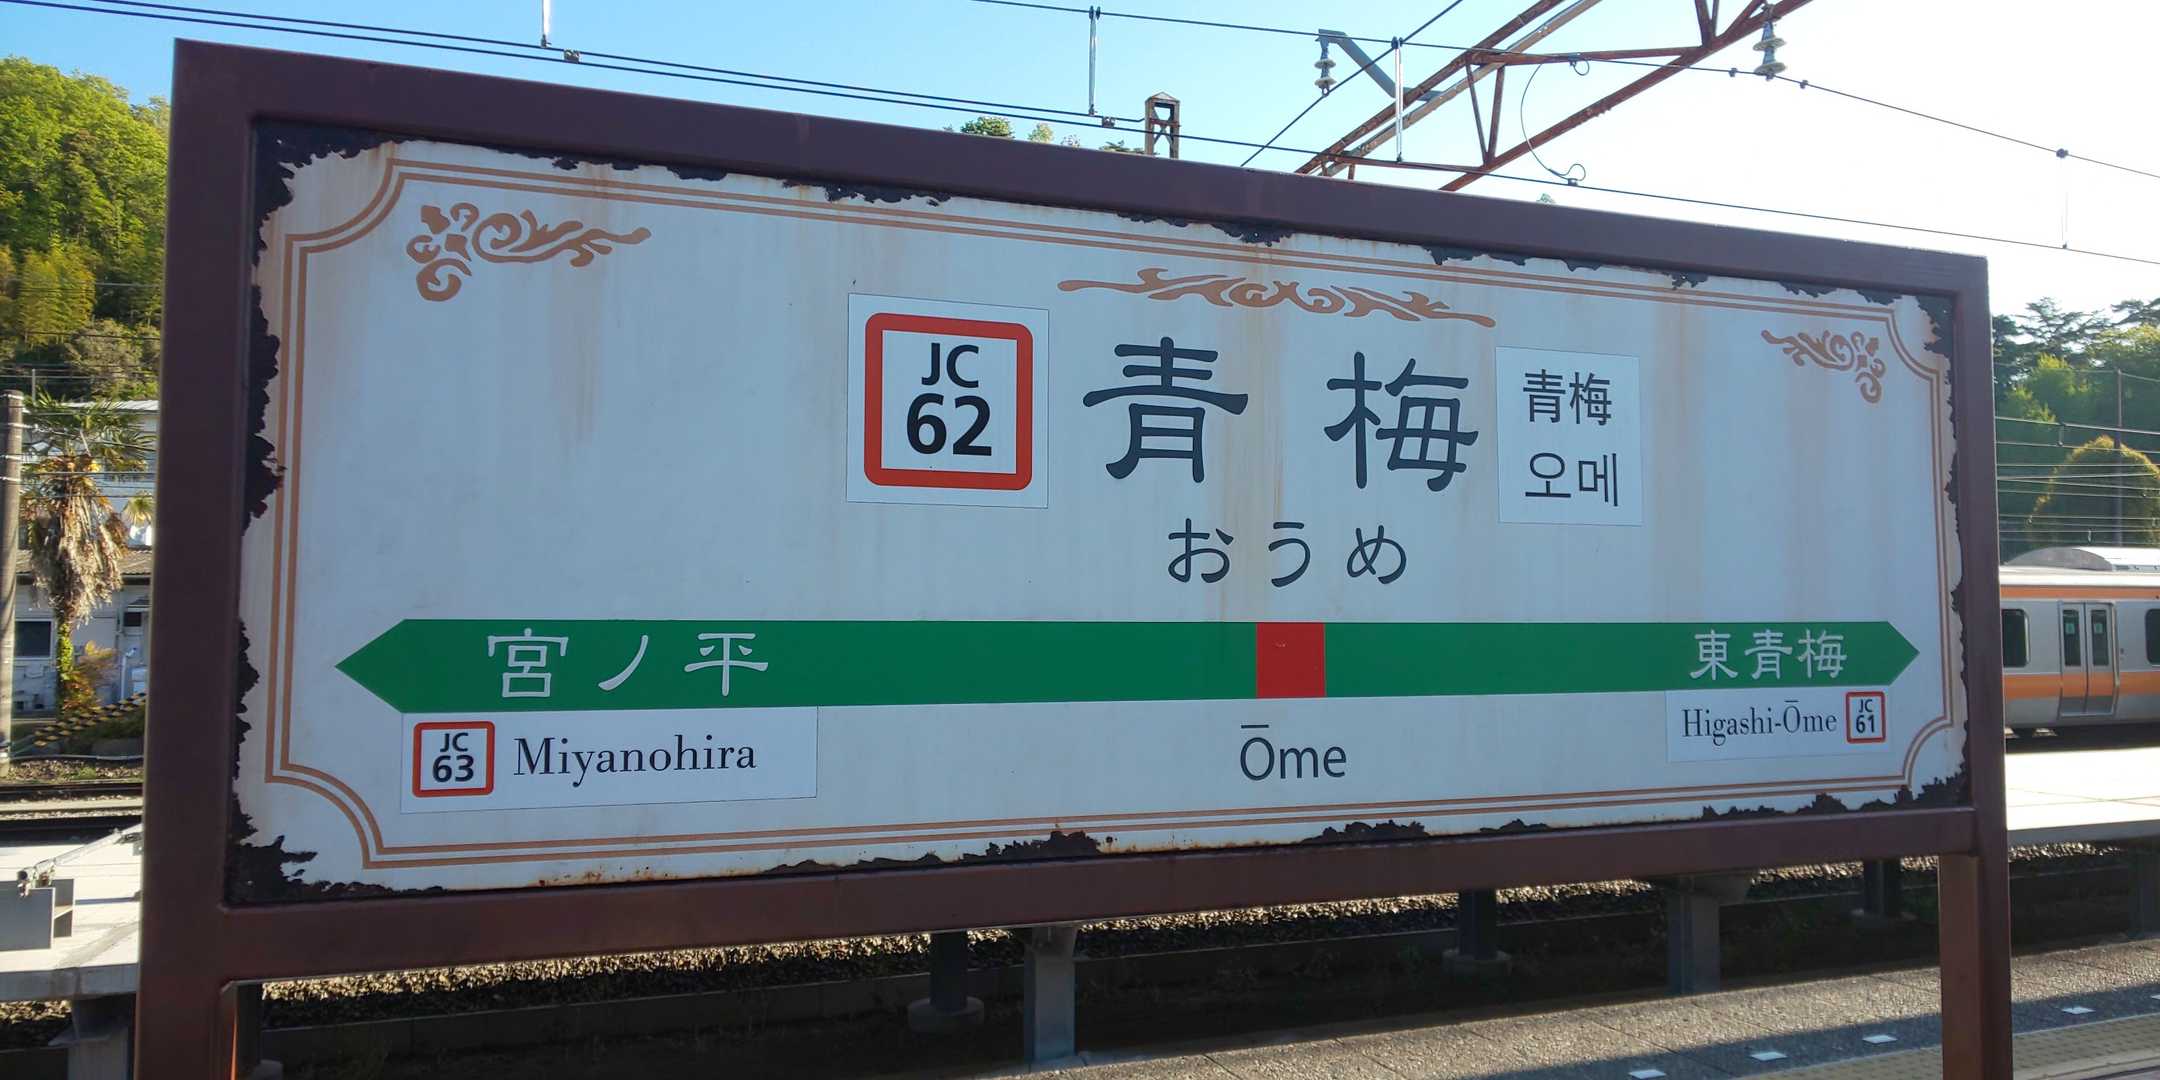 JC
62
青梅
青梅
오메
おうめ
宮ノ平
東青梅
JC
63
Miyanohira
Ōme
Higashi-Ōme
JC
61